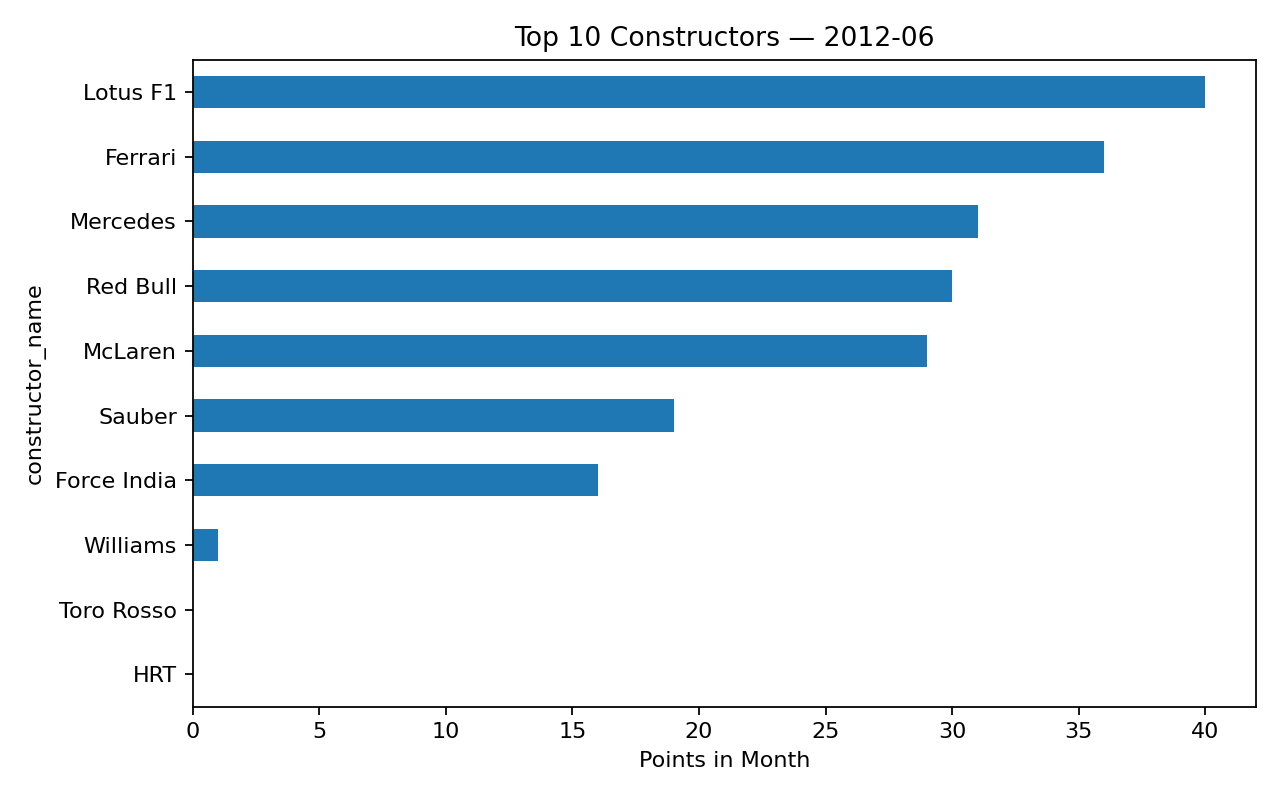 Top 10 Constructors — 2012-06
constructor_name
Lotus F1
Ferrari
Mercedes
Red Bull
McLaren
Sauber
Force India
Williams
Toro Rosso
HRT
0 5 10 15 20 25 30 35 40
Points in Month